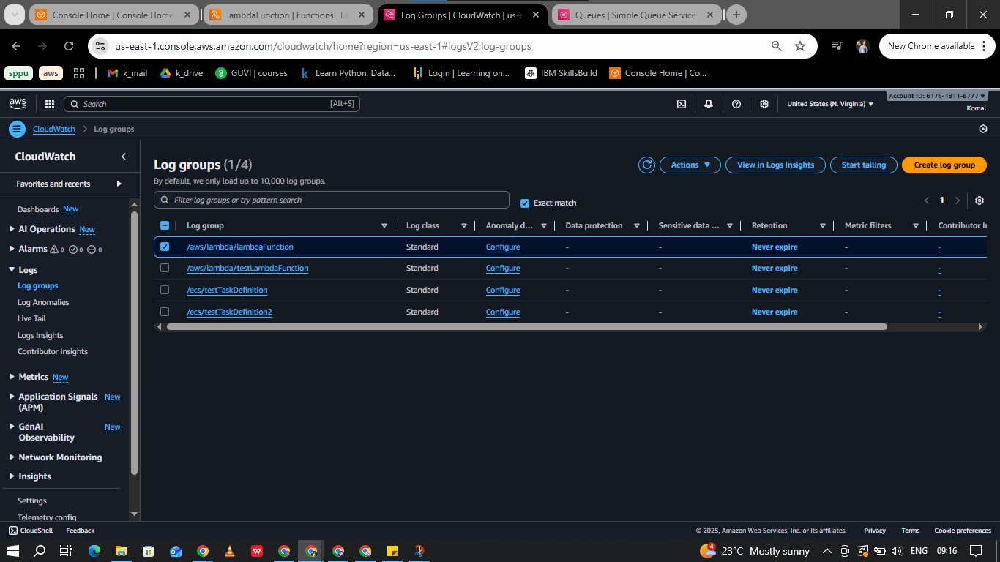 Console Home | Console Home
lambdaFunction | Functions | La
Log Groups | CloudWatch | us-e
Queues | Simple Queue Service
us-east-1.console.aws.amazon.com/cloudwatch/home?region=us-east-1#logsV2:log-groups
New Chrome available
sppu
aws
k_mail
k_drive
GUVI | courses
Learn Python, Data...
Login | Learning on...
IBM SkillsBuild
Console Home | Co...
aws
Search
[Alt+S]
United States (N. Virginia)
Account ID: 6176-1811-6777
Komal
CloudWatch
Log groups
CloudWatch
Favorites and recents
Dashboards New
AI Operations New
Alarms 0 0 0
Logs
Log groups
Log Anomalies
Live Tail
Logs Insights
Contributor Insights
Metrics New
Application Signals New
(APM)
GenAI New
Observability
Network Monitoring
Insights
Settings
Telemetry config
Log groups (1/4)
By default, we only load up to 10,000 log groups.
Actions
View in Logs Insights
Start tailing
Create log group
Filter log groups or try pattern search
Exact match
1
Log group Log class Anomaly d... Data protection Sensitive data ... Retention Metric filters Contributor In
/aws/lambda/lambdaFunction Standard Configure - - Never expire - -
/aws/lambda/testLambdaFunction Standard Configure - - Never expire - -
/ecs/testTaskDefinition Standard Configure - - Never expire - -
/ecs/testTaskDefinition2 Standard Configure - - Never expire - -
CloudShell
Feedback
© 2025, Amazon Web Services, Inc. or its affiliates.
Privacy
Terms
Cookie preferences
4
23°C Mostly sunny
ENG
09:16